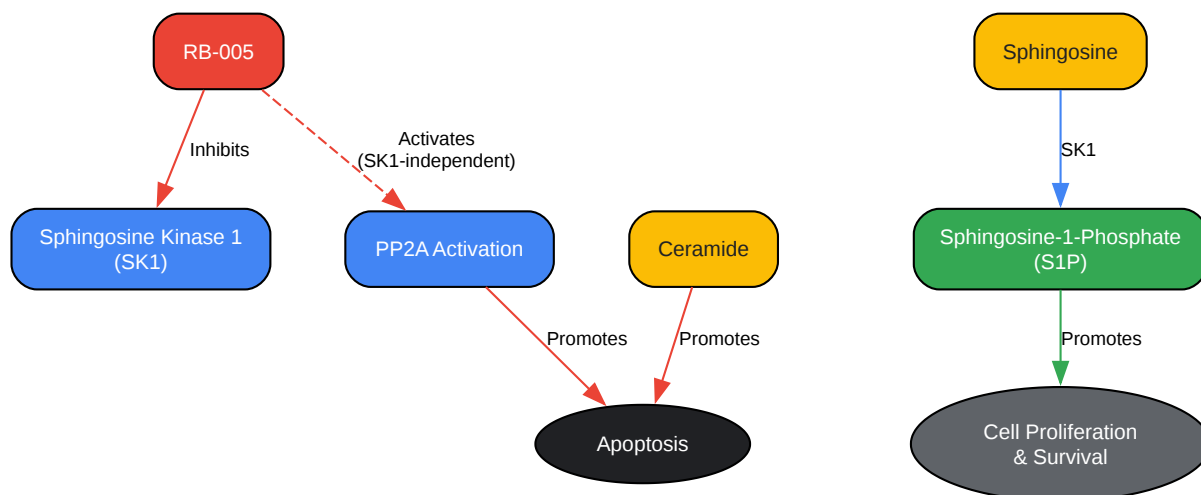 RB-005
Sphingosine
Inhibits
Activates
(SK1-independent)
SK1
Sphingosine Kinase 1
(SK1)
PP2A Activation
Ceramide
Sphingosine-1-Phosphate
(S1P)
Promotes
Promotes
Promotes
Apoptosis
Cell Proliferation
& Survival